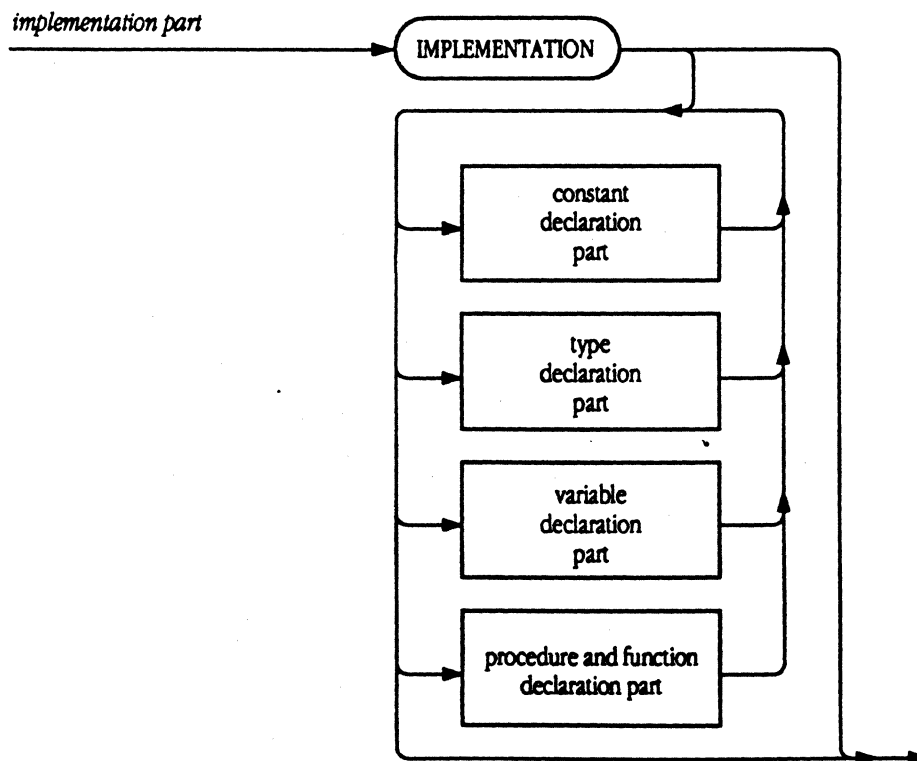 implementation part
IMPLEMENTATION
constant
declaration
part
type
declaration
part
variable
declaration
part
procedure and function
declaration part